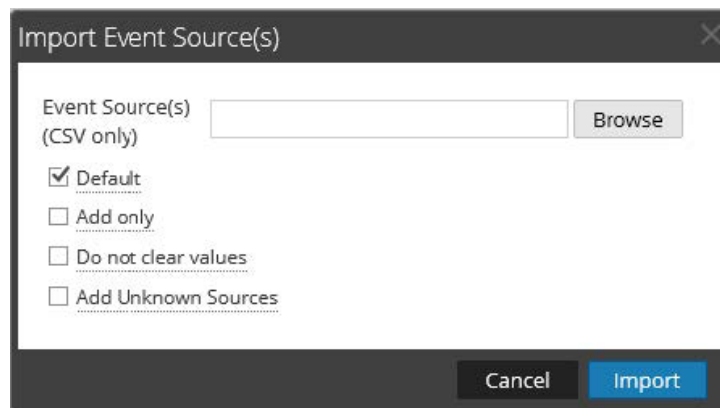 Import Event Source(s)
Event Source(s)
(CSV only)
Browse
Default
Add only
Do not clear values
Add Unknown Sources
Cancel Import